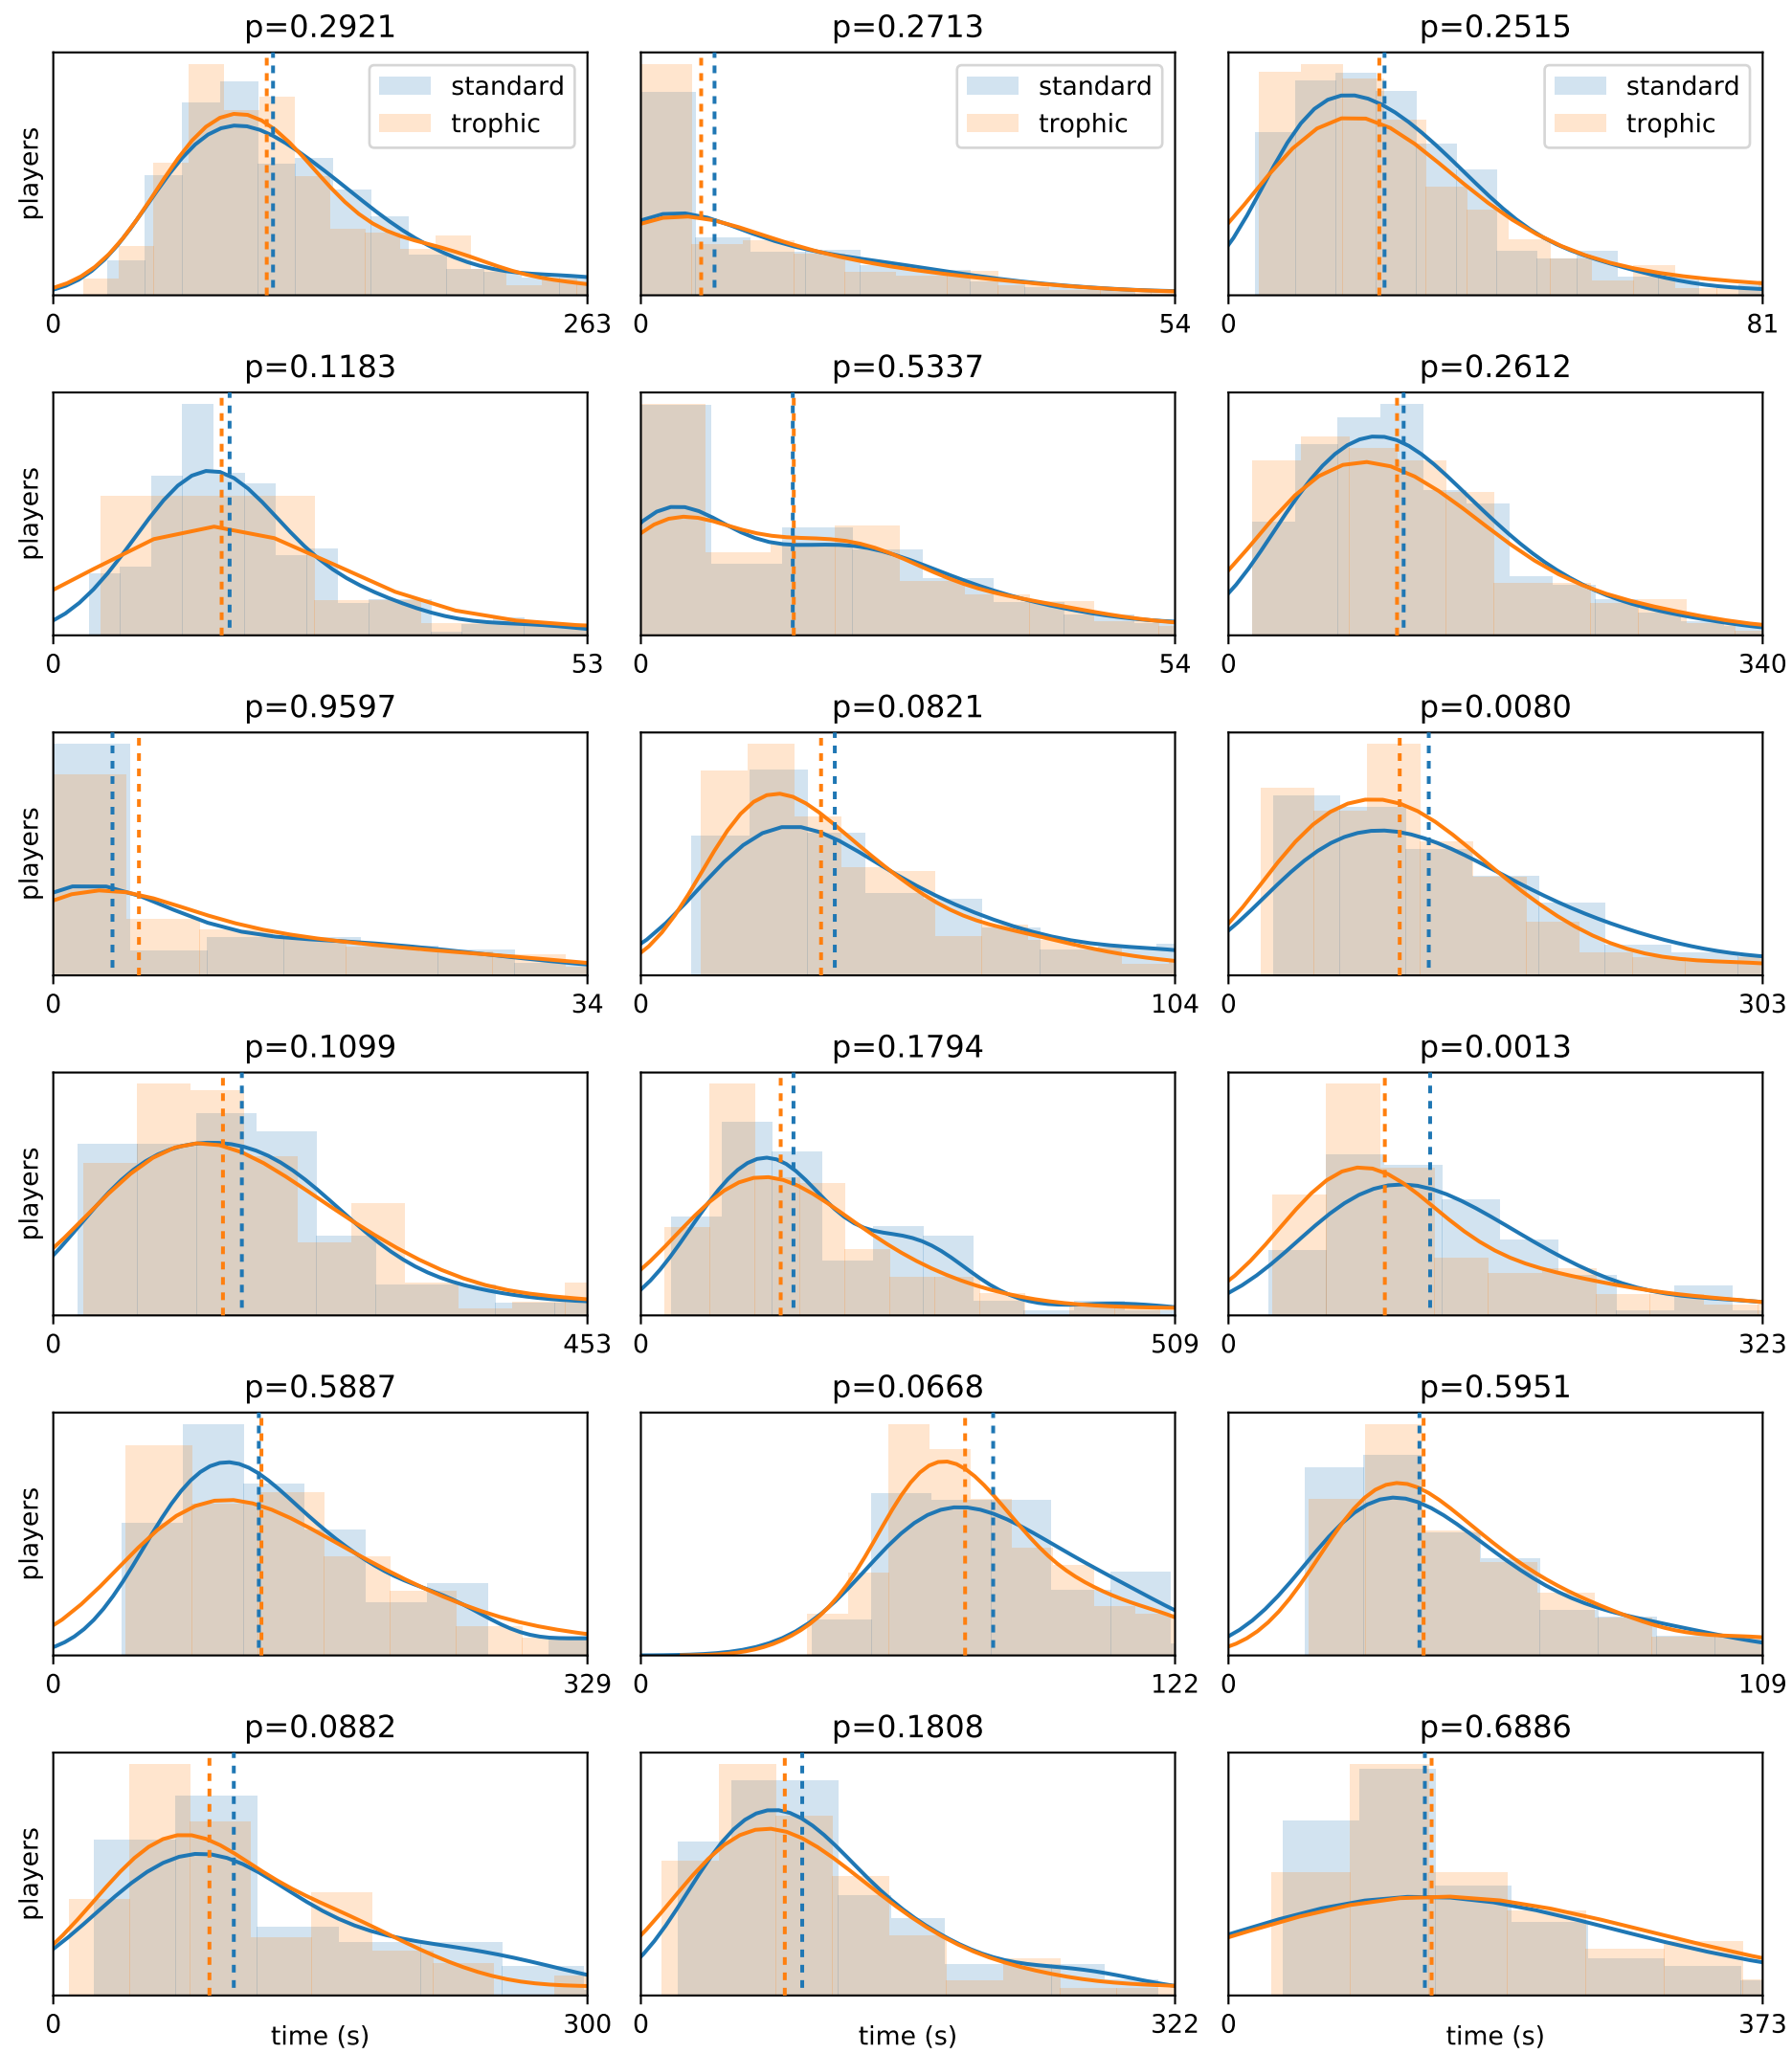 p=0.2921 p=0.2713 p=0.2515
standard standard standard
trophic trophic trophic
players
0 263 0 54 0 81
p=0.1183 p=0.5337 p=0.2612
players
0 53 0 54 0 340
p=0.9597 p=0.0821 p=0.0080
players
0 34 0 104 0 303
p=0.1099 p=0.1794 p=0.0013
players
0 453 0 509 0 323
p=0.5887 p=0.0668 p=0.5951
players
0 329 0 122 0 109
p=0.0882 p=0.1808 p=0.6886
players
0 300 0 322 0 373
time (s) time (s) time (s)